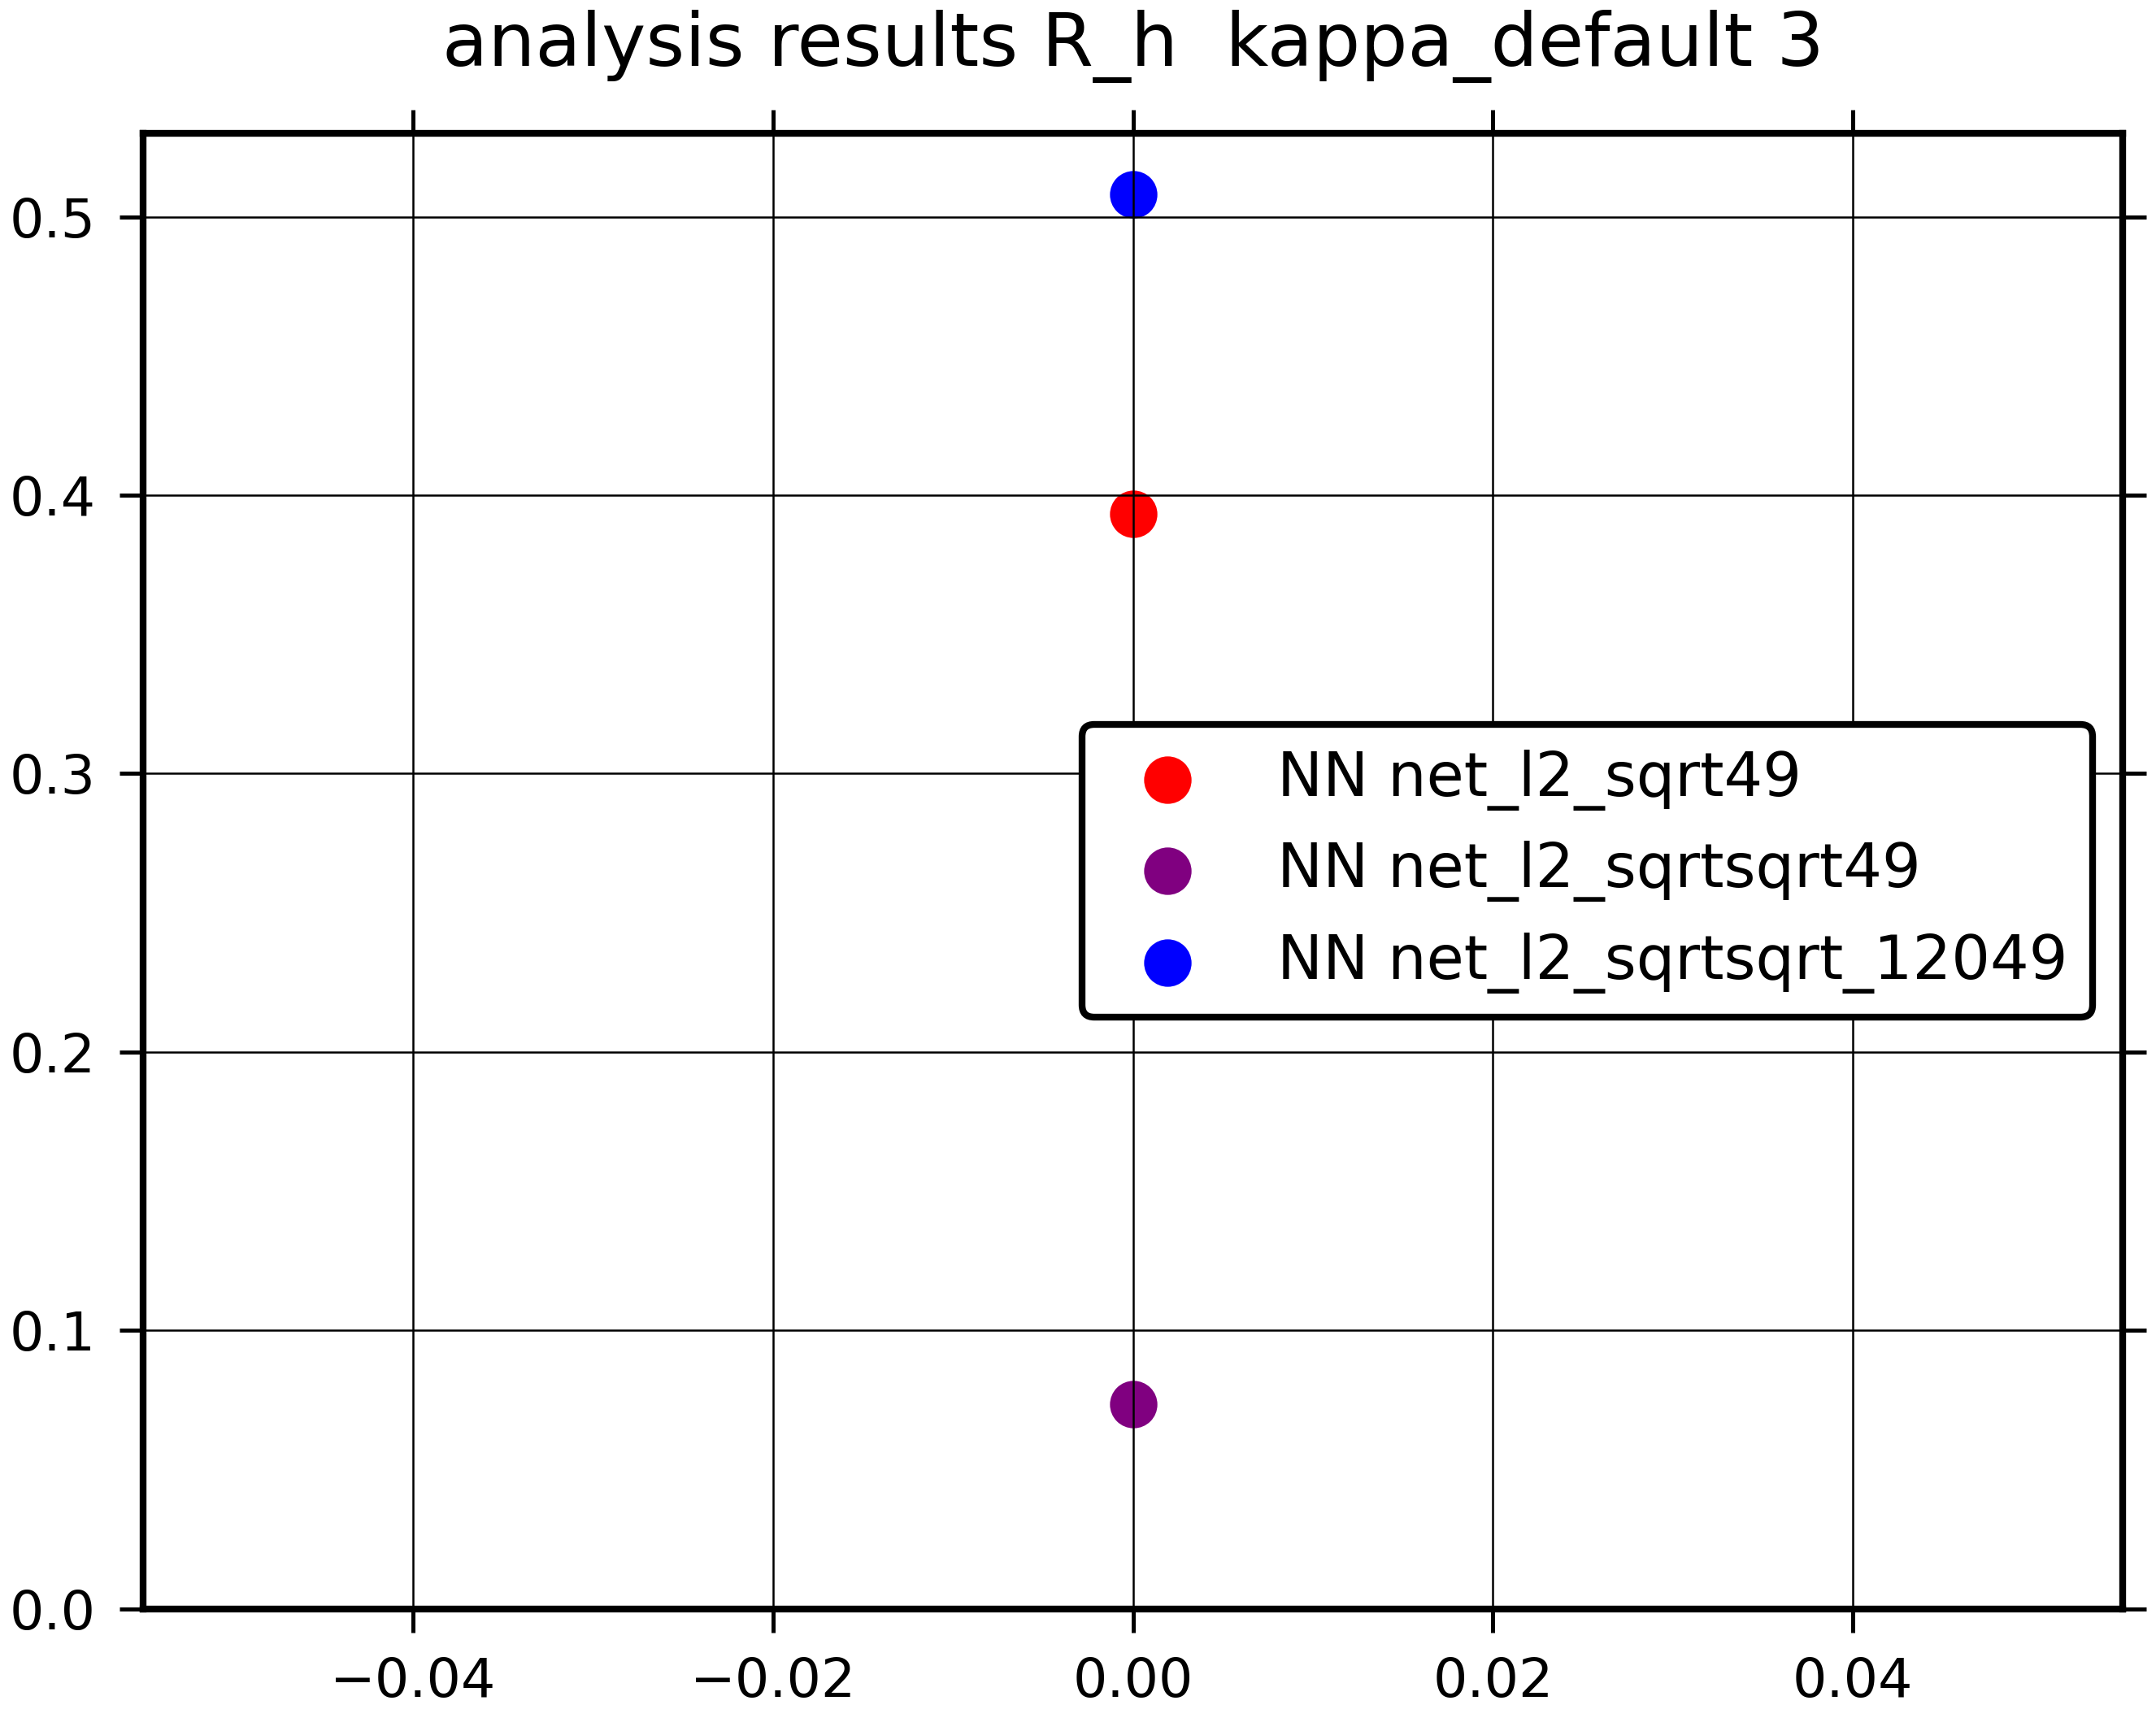 analysis results R_h  kappa_default 3
0.5
0.4
0.3
0.2
0.1
0.0
NN net_l2_sqrt49
NN net_l2_sqrtsqrt49
NN net_l2_sqrtsqrt_12049
−0.04 −0.02 0.00 0.02 0.04